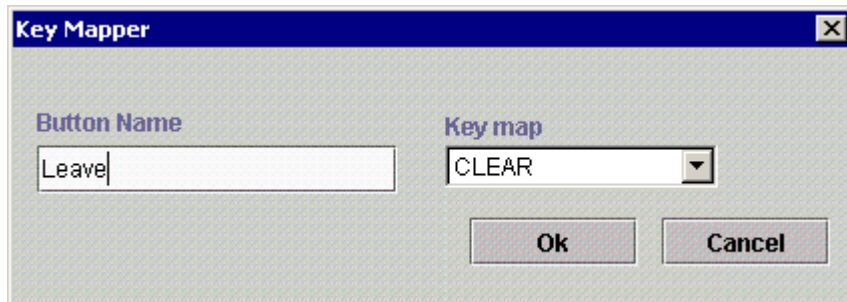 Key Mapper
Button Name
Key map
Leave
CLEAR
Ok
Cancel